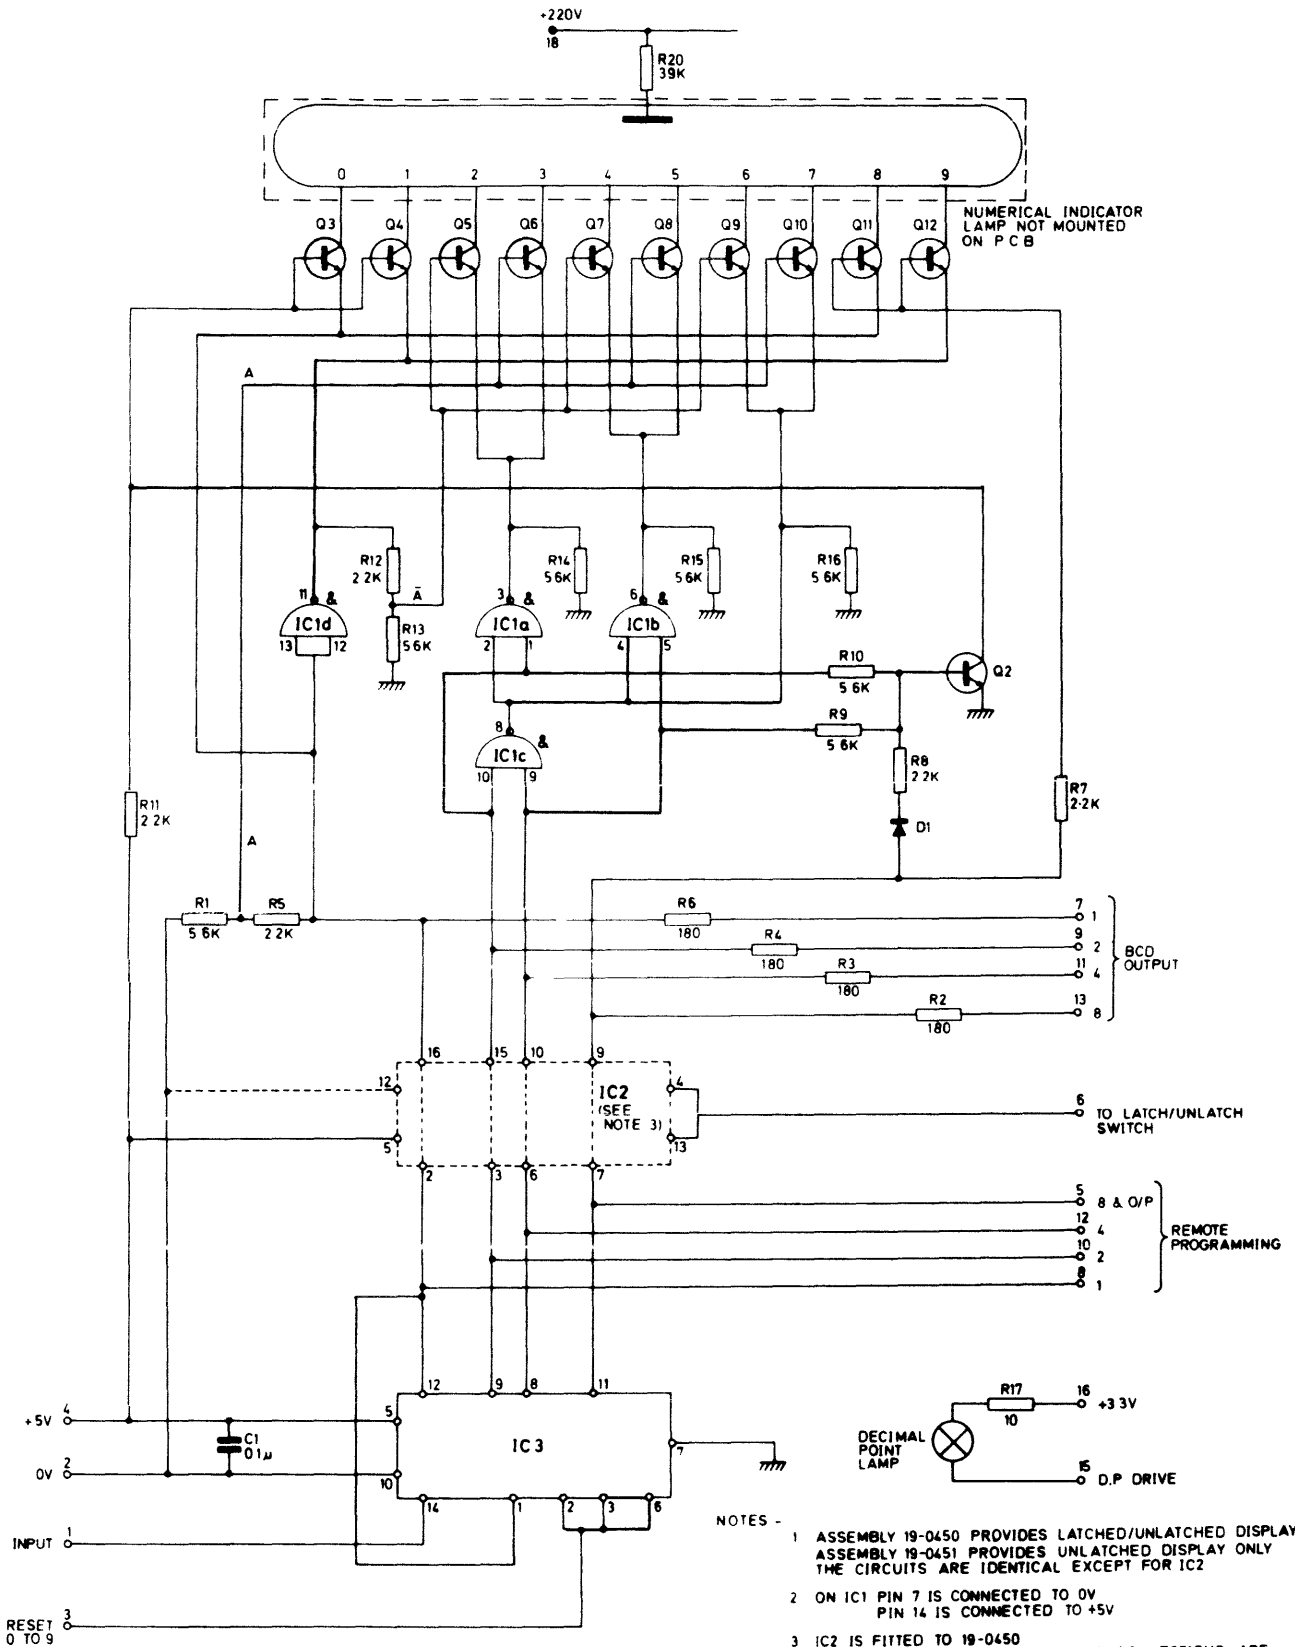 +220V
18
R20
39K
0 1 2 3 4 5 6 7 8 9
NUMERICAL INDICATOR
LAMP NOT MOUNTED
ON P C B
Q3 Q4 Q5 Q6 Q7 Q8 Q9 Q10 Q11 Q12
A
R12
2 2K
R14
5 6K
R15
5 6K
R16
5 6K
11 &
3 &
6 &
Ā
IC1d
13 12
R13
5 6K
IC1a
2 1
IC1b
4 5
R10
5 6K
Q2
R9
5 6K
8 &
IC1c
10 9
R8
2 2K
R7
2·2K
R11
2 2K
D1
A
R1
5 6K
R5
2 2K
R6
180
7 1
R4
180
9 2
R3
180
11 4
R2
180
13 8
BCD
OUTPUT
16 15 10 9
12
5
IC2
(SEE
NOTE 3)
4
13
2 3 6 7
6
TO LATCH/UNLATCH
SWITCH
5 8 & O/P
12 4
10 2
8 1
REMOTE
PROGRAMMING
12 9 8 11
+5V 4
5
C1
0 1µ
IC3
7
0V 2
10
14 1 2 3 6
INPUT 1
RESET 3
0 TO 9
R17
10
16
+3 3V
DECIMAL
POINT
LAMP
15
D.P DRIVE
NOTES -
1 ASSEMBLY 19-0450 PROVIDES LATCHED/UNLATCHED DISPLAY
ASSEMBLY 19-0451 PROVIDES UNLATCHED DISPLAY ONLY
THE CIRCUITS ARE IDENTICAL EXCEPT FOR IC2
2 ON IC1 PIN 7 IS CONNECTED TO 0V
PIN 14 IS CONNECTED TO +5V
3 IC2 IS FITTED TO 19-0450